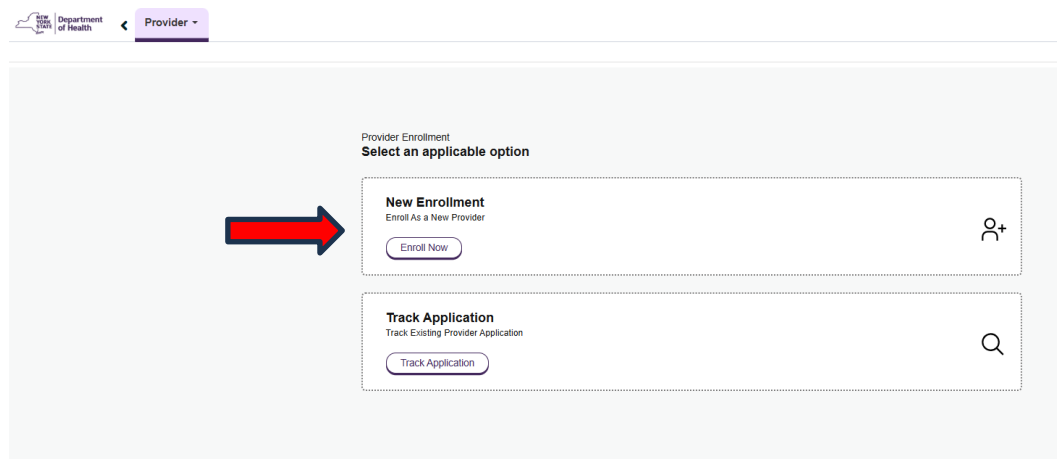 NEW
YORK
STATE
Department
of Health
Provider
Provider Enrollment
Select an applicable option
New Enrollment
Enroll As a New Provider
Enroll Now
Track Application
Track Existing Provider Application
Track Application